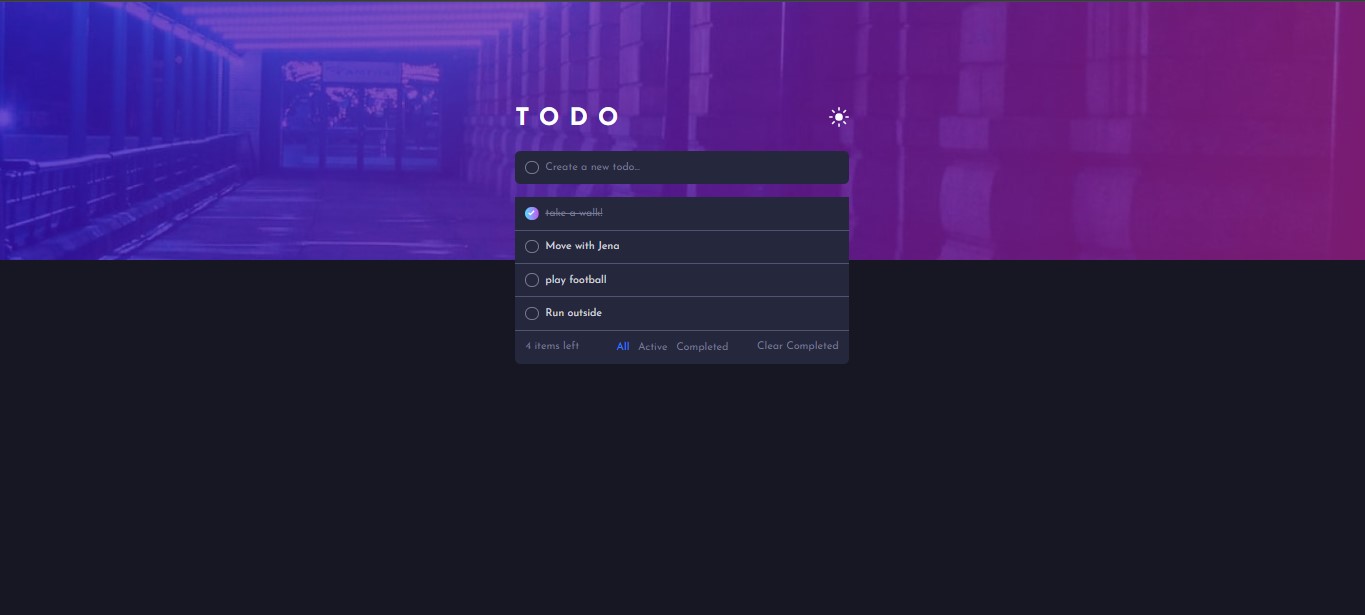 TODO
Create a new todo...
take a walk!
Move with Jena
play football
Run outside
4 items left All Active Completed Clear Completed